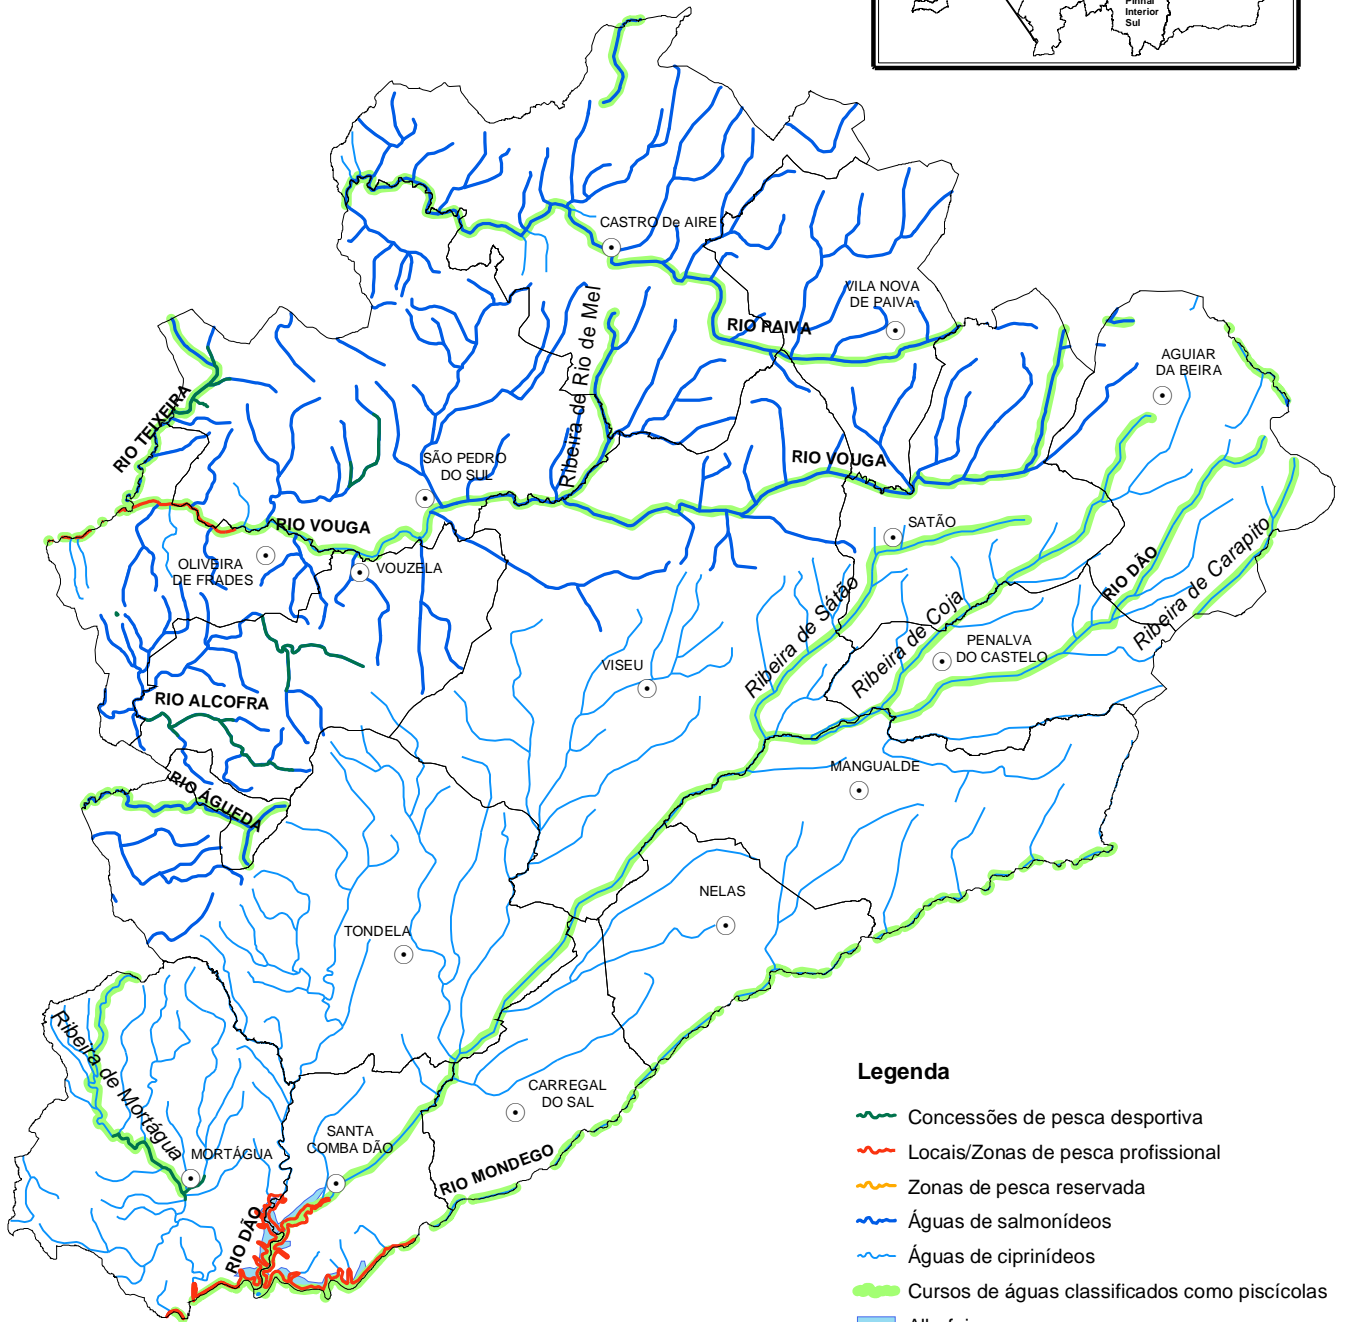 Pinhal
Interior
Sul
CASTRO De AIRE
VILA NOVA
DE PAIVA
RIO PAIVA
AGUIAR
DA BEIRA
Ribeira de Rio de Mel
RIO TEIXEIRA
SÃO PEDRO
DO SUL
RIO VOUGA
RIO VOUGA
SATÃO
OLIVEIRA
DE FRADES
VOUZELA
RIO DÃO
Ribeira de Carapito
Ribeira de Sátão
Ribeira de Coja
PENALVA
DO CASTELO
VISEU
RIO ALCOFRA
MANGUALDE
RIO ÁGUEDA
NELAS
TONDELA
Ribeira de Mortágua
CARREGAL
DO SAL
SANTA
COMBA DÃO
MORTÁGUA
RIO MONDEGO
RIO DÃO
Legenda
Concessões de pesca desportiva
Locais/Zonas de pesca profissional
Zonas de pesca reservada
Águas de salmonídeos
Águas de ciprinídeos
Cursos de águas classificados como piscícolas